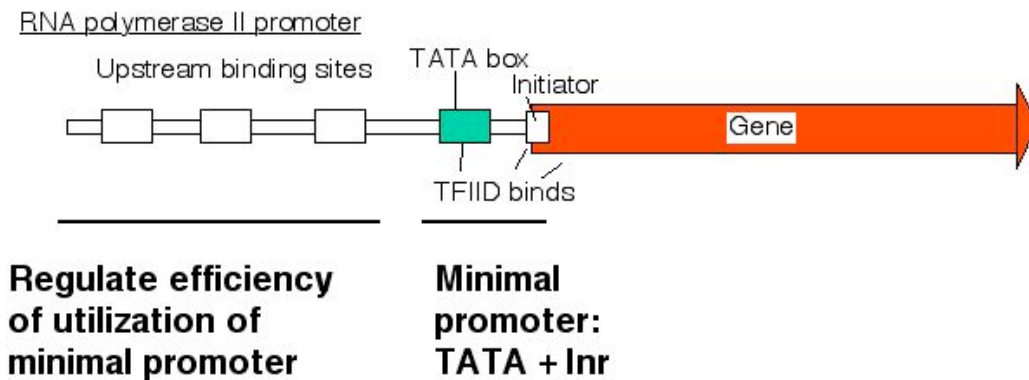 RNA polymerase II promoter
Upstream binding sites
TATA box
Initiator
Gene
TFIID binds
Regulate efficiency
of utilization of
minimal promoter
Minimal
promoter:
TATA + Inr